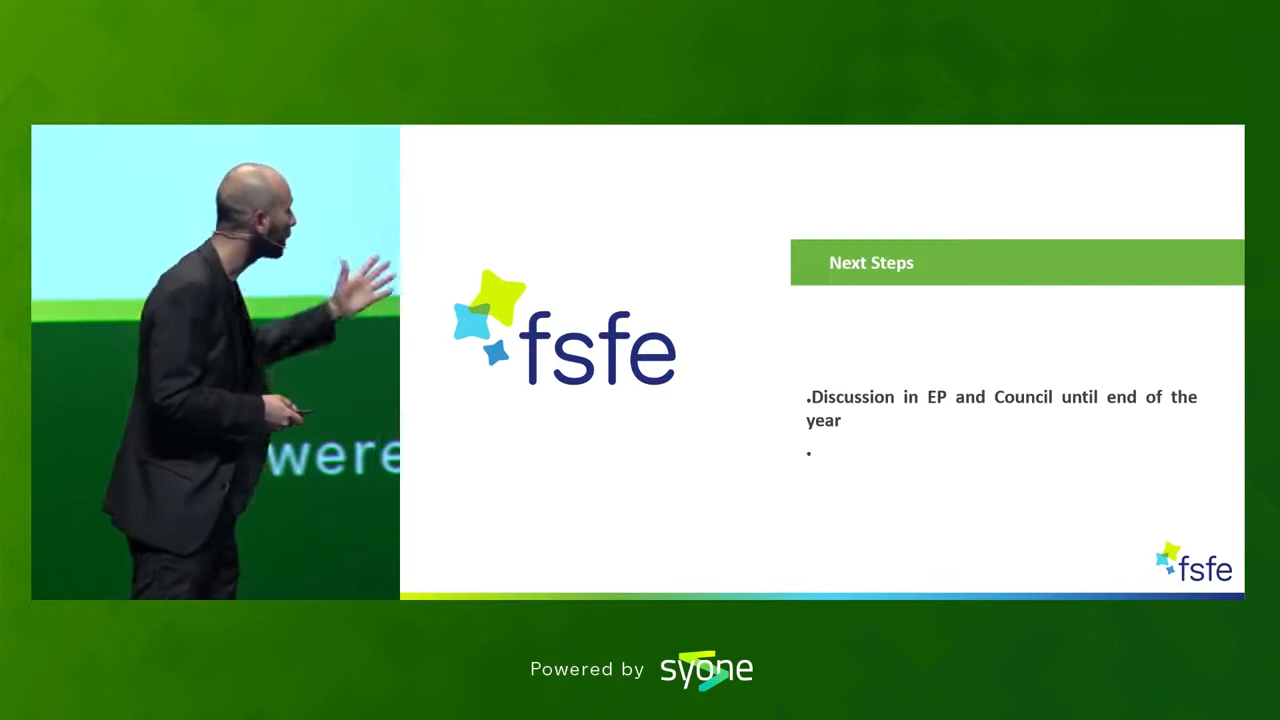 were
fsfe
Next Steps
.Discussion in EP and Council until end of the
year
.
fsfe
Powered by syone